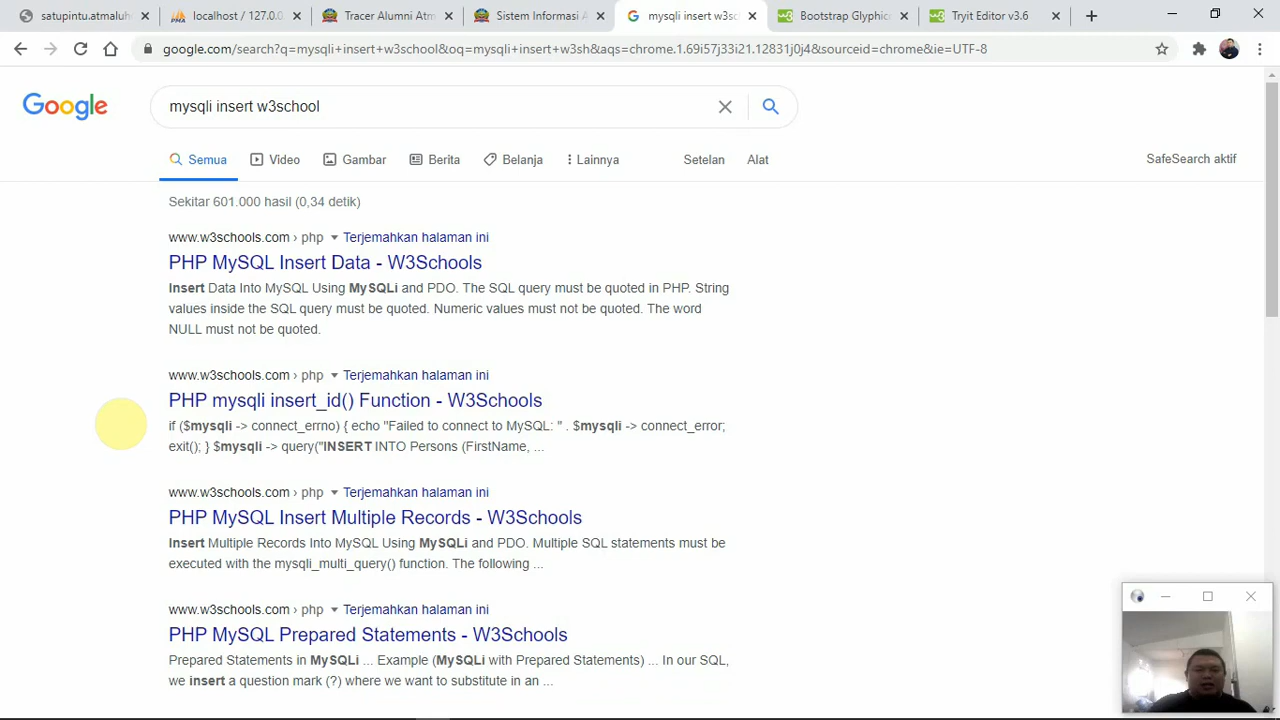 satupintu.atmaluh
localhost / 127.0.0
Tracer Alumni Atm
Sistem Informasi A
mysqli insert w3sc
Bootstrap Glyphic
Tryit Editor v3.6
google.com/search?q=mysqli+insert+w3school&oq=mysqli+insert+w3sh&aqs=chrome.1.69i57j33i21.12831j0j4&sourceid=chrome&ie=UTF-8
Google
mysqli insert w3school
Semua
Video
Gambar
Berita
Belanja
Lainnya
Setelan
Alat
SafeSearch aktif
Sekitar 601.000 hasil (0,34 detik)
www.w3schools.com › php Terjemahkan halaman ini
PHP MySQL Insert Data - W3Schools
Insert Data Into MySQL Using MySQLi and PDO. The SQL query must be quoted in PHP. String
values inside the SQL query must be quoted. Numeric values must not be quoted. The word
NULL must not be quoted.
www.w3schools.com › php Terjemahkan halaman ini
PHP mysqli insert_id() Function - W3Schools
if ($mysqli -> connect_errno) { echo "Failed to connect to MySQL: " . $mysqli -> connect_error;
exit(); } $mysqli -> query("INSERT INTO Persons (FirstName, ...
www.w3schools.com › php Terjemahkan halaman ini
PHP MySQL Insert Multiple Records - W3Schools
Insert Multiple Records Into MySQL Using MySQLi and PDO. Multiple SQL statements must be
executed with the mysqli_multi_query() function. The following ...
www.w3schools.com › php Terjemahkan halaman ini
PHP MySQL Prepared Statements - W3Schools
Prepared Statements in MySQLi ... Example (MySQLi with Prepared Statements) ... In our SQL,
we insert a question mark (?) where we want to substitute in an ...